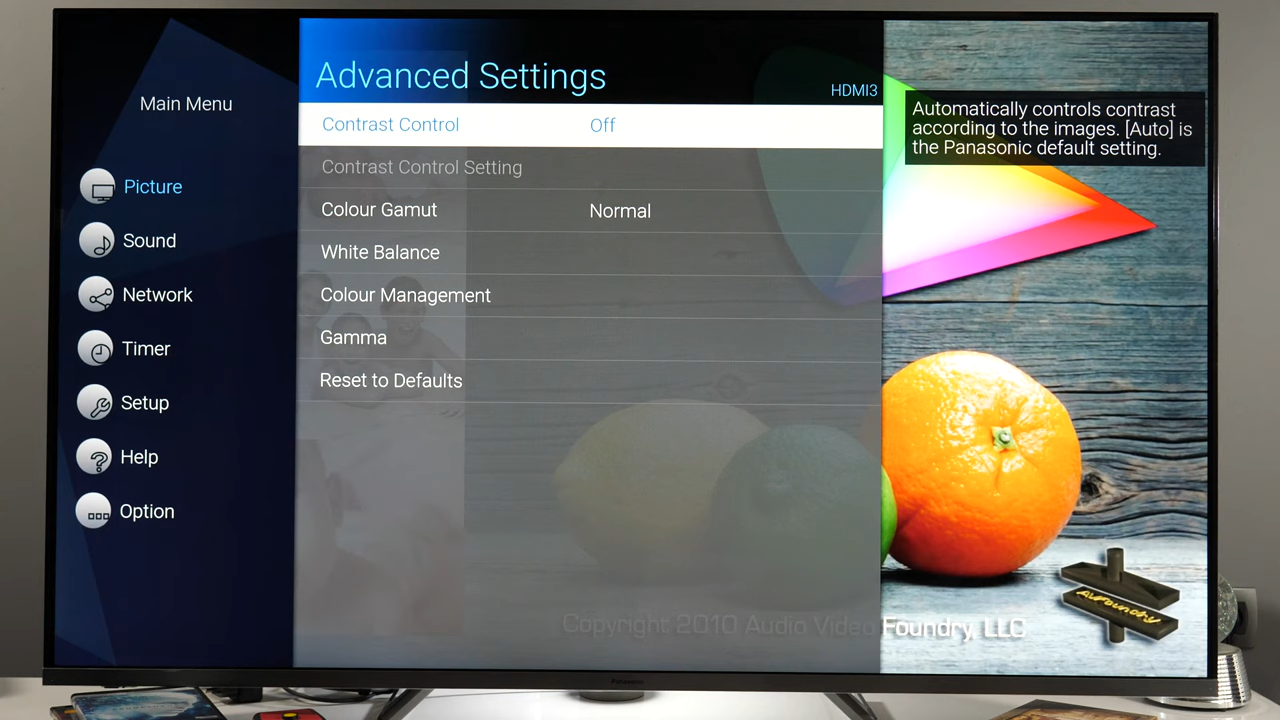 Main Menu
Picture
Sound
Network
Timer
Setup
Help
Option
Advanced Settings
HDMI3
Contrast Control Off
Contrast Control Setting
Colour Gamut Normal
White Balance
Colour Management
Gamma
Reset to Defaults
Automatically controls contrast
according to the images. [Auto] is
the Panasonic default setting.
AVFoundry
Copyright 2010 Audio Video Foundry, LLC
Panasonic